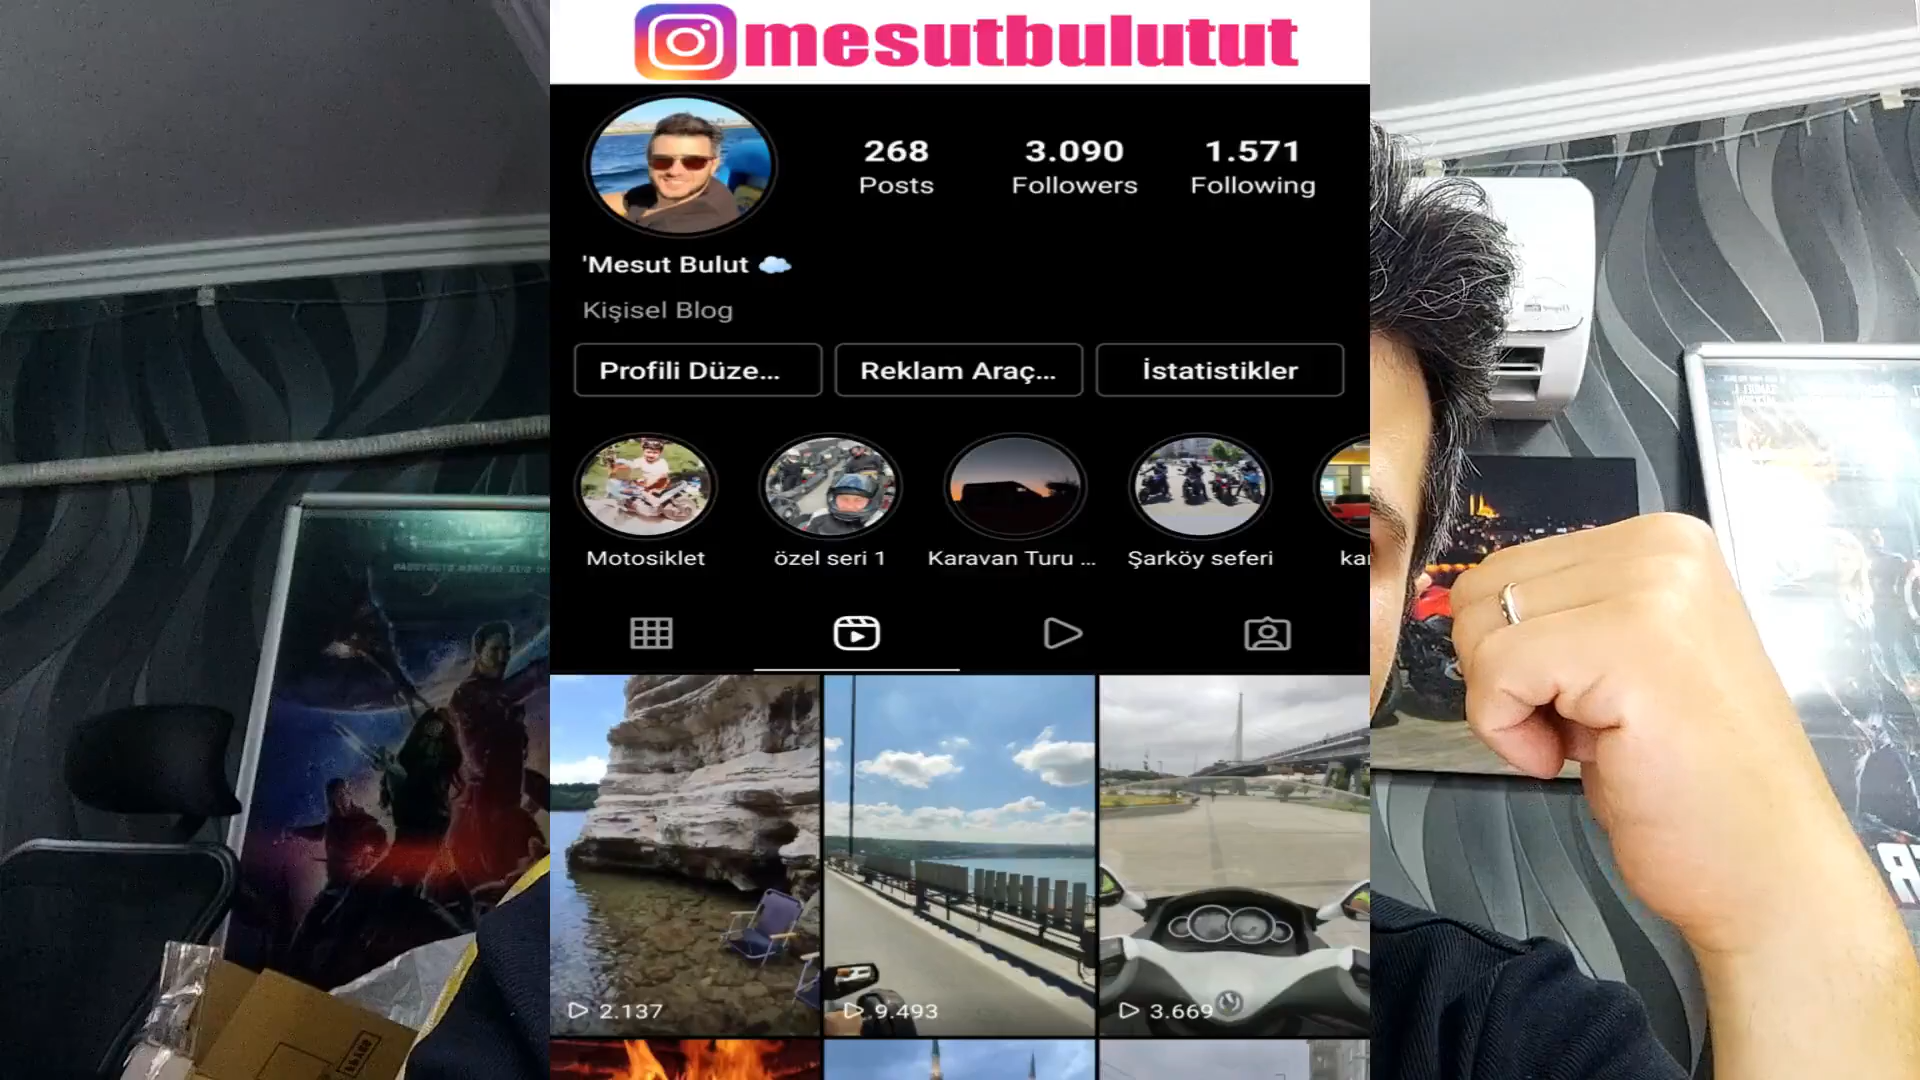 mesutbulutut
268
Posts
3.090
Followers
1.571
Following
'Mesut Bulut
Kişisel Blog
Profili Düze...
Reklam Araç...
İstatistikler
Motosiklet
özel seri 1
Karavan Turu ...
Şarköy seferi
kar
2.137
9.493
3.669